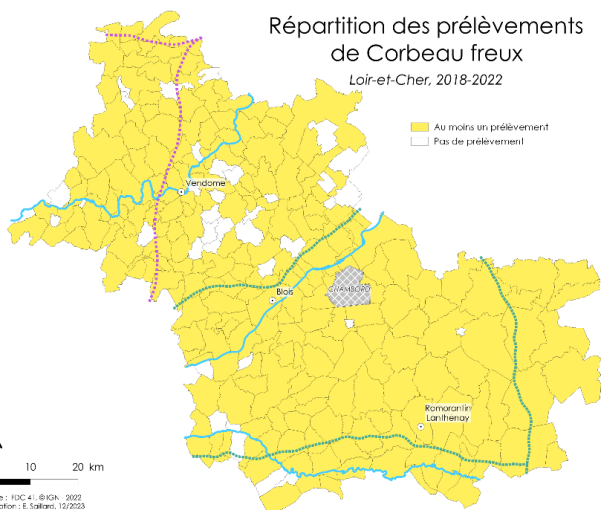 Répartition des prélèvements
de Corbeau freux
Loir-et-Cher, 2018-2022
Au moins un prélèvement
Pas de prélèvement
Vendome
Blois
CHAMBORD
Romorantin
Lanthenay
10 20 km
: FDC 41, ©IGN 2022
: E. Saillard, 12/2023